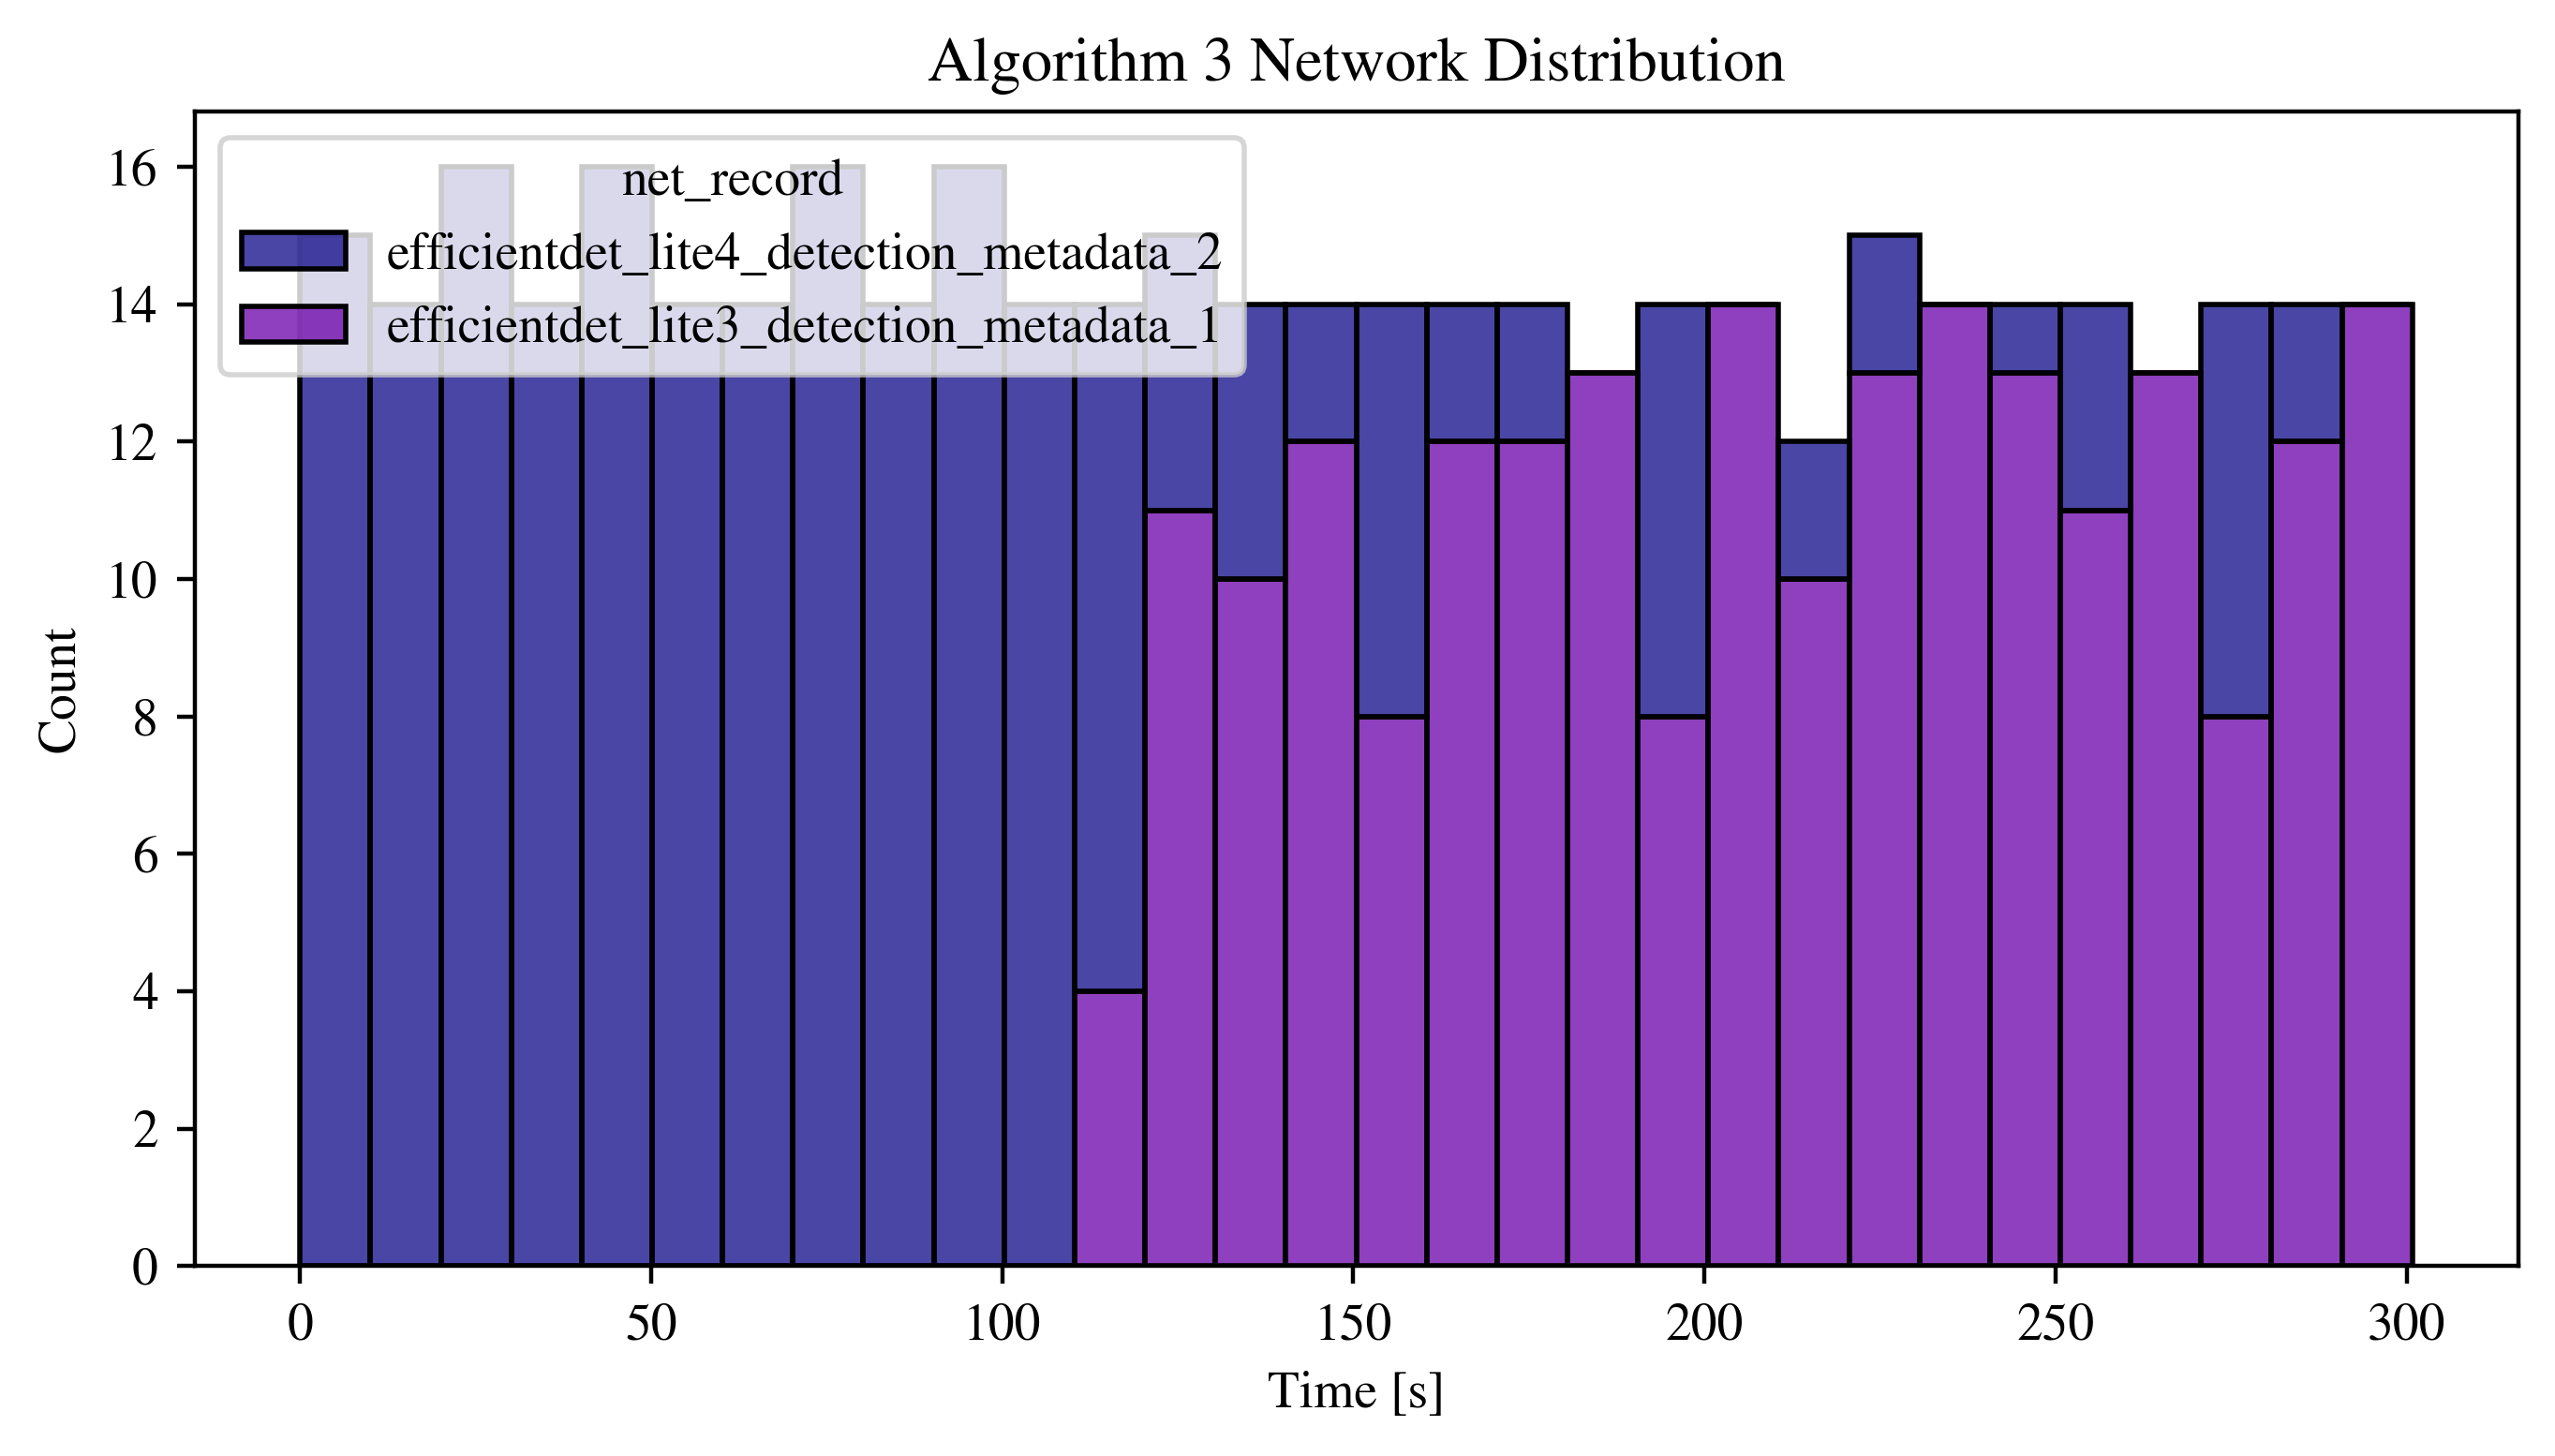 Algorithm 3 Network Distribution
net_record
efficientdet_lite4_detection_metadata_2
efficientdet_lite3_detection_metadata_1
16
14
12
10
8
6
4
2
0
Count
0 50 100 150 200 250 300
Time [s]